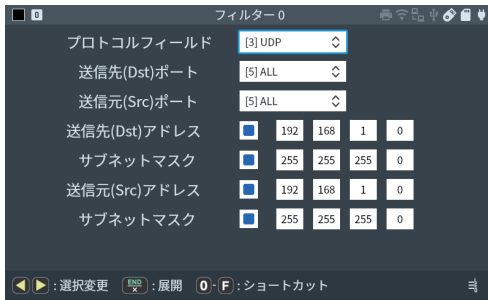 0 フィルター 0
プロトコルフィールド [3] UDP
送信先(Dst)ポート [5] ALL
送信元(Src)ポート [5] ALL
送信先(Dst)アドレス 192 168 1 0
サブネットマスク 255 255 255 0
送信元(Src)アドレス 192 168 1 0
サブネットマスク 255 255 255 0
:選択変更 END × :展開 0-F:ショートカット